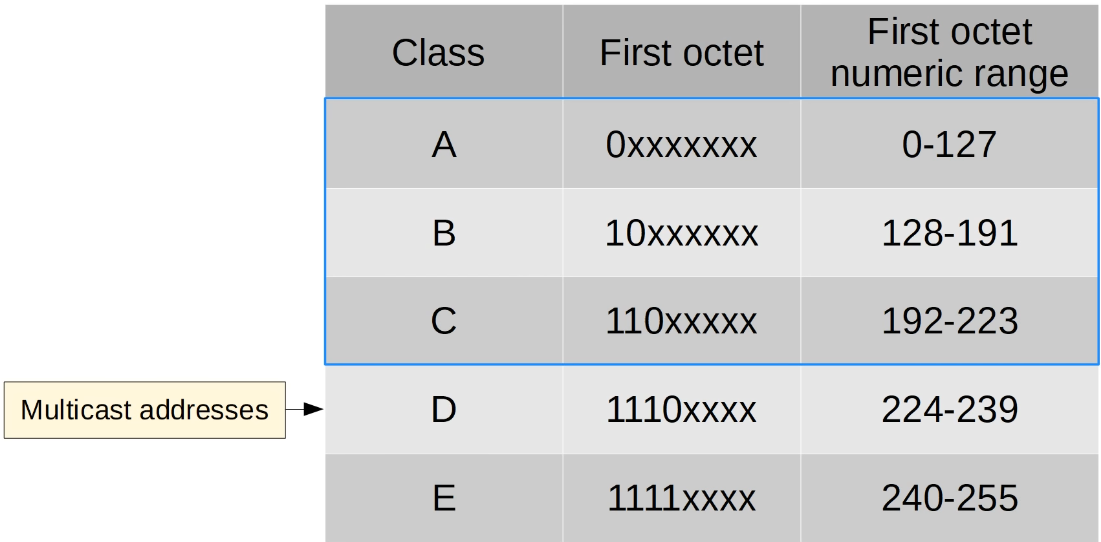 Class First octet First octet
numeric range
A 0xxxxxxx 0-127
B 10xxxxxx 128-191
C 110xxxxx 192-223
Multicast addresses D 1110xxxx 224-239
E 1111xxxx 240-255